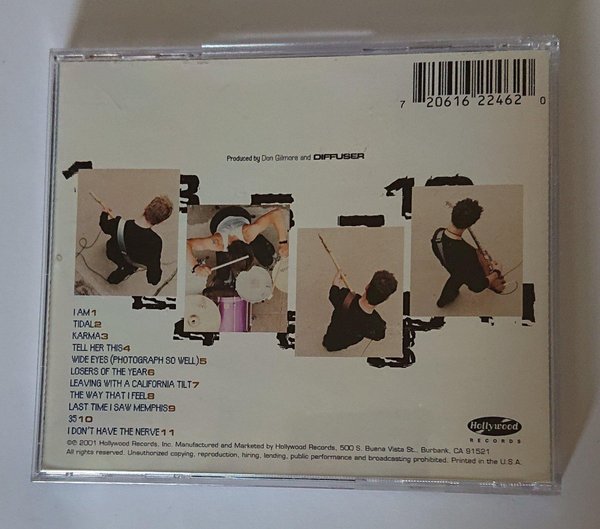 7 20616 22462 0
Produced by Don Gilmore and DIFFUSER
I AM 1
TIDAL 2
KARMA 3
TELL HER THIS 4
WIDE EYES (PHOTOGRAPH SO WELL) 5
LOSERS OF THE YEAR 6
LEAVING WITH A CALIFORNIA TILT 7
THE WAY THAT I FEEL 8
LAST TIME I SAW MEMPHIS 9
35 10
I DON'T HAVE THE NERVE 11
Hollywood
RECORDS
℗© 2001 Hollywood Records, Inc. Manufactured and Marketed by Hollywood Records, 500 S. Buena Vista St., Burbank, CA 91521
All rights reserved. Unauthorized copying, reproduction, hiring, lending, public performance and broadcasting prohibited. Printed in the U.S.A.